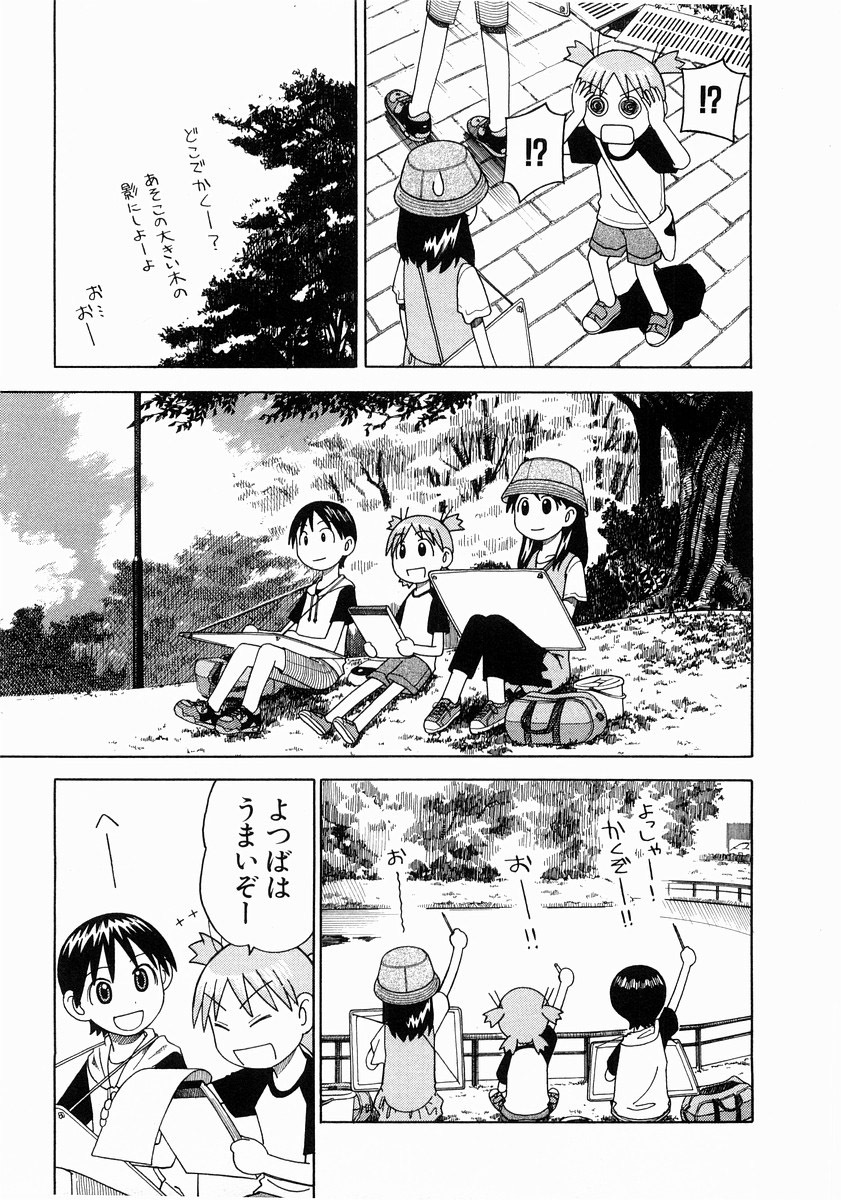 !?
!?
どこでかくー？
あそこの大きい木の
影にしよーよ
お…
おー
よっしゃー！
かくぞーー!!
おーー!!
おー
よつばは
うまいぞー
へー